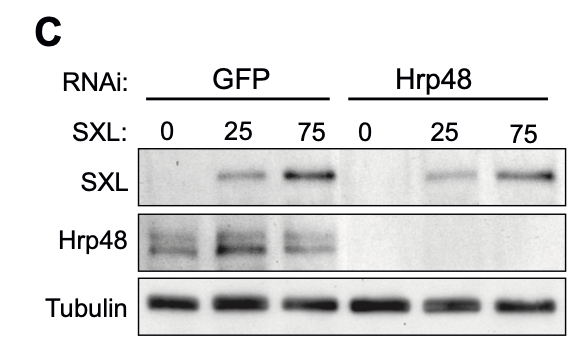 C
RNAi: GFP Hrp48
SXL: 0 25 75 0 25 75
SXL
Hrp48
Tubulin